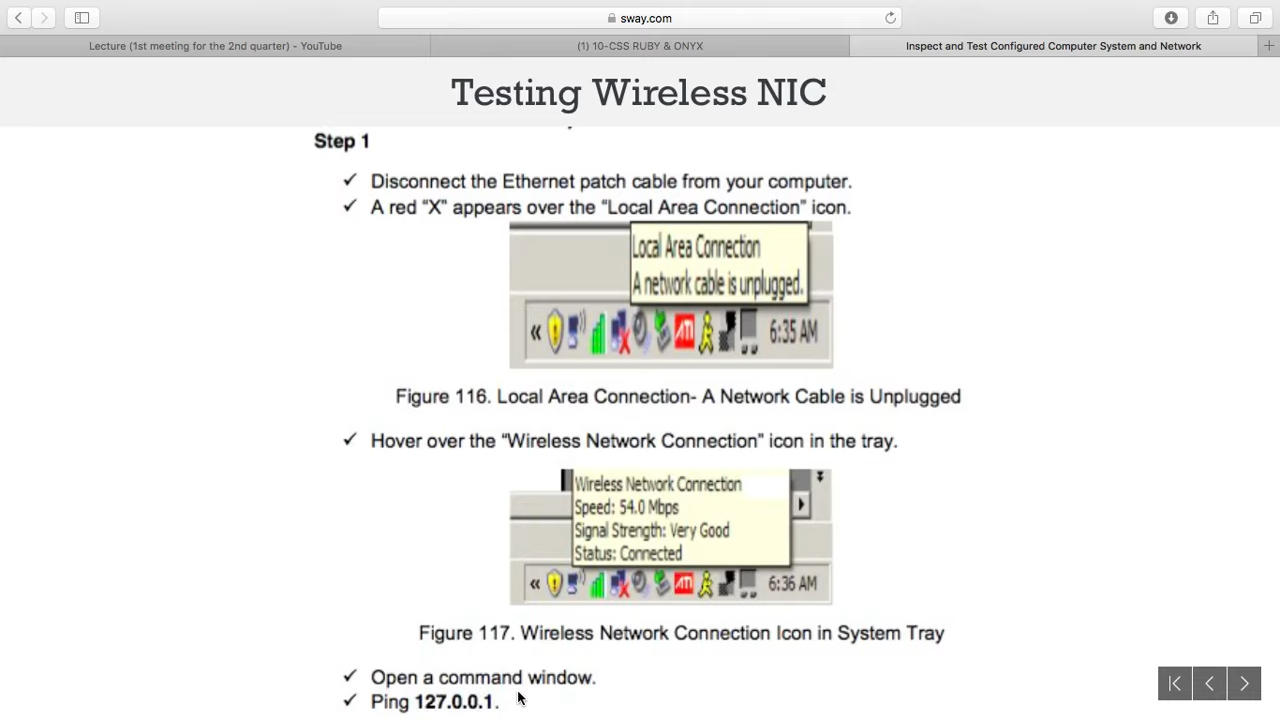 sway.com
Lecture (1st meeting for the 2nd quarter) - YouTube
(1) 10-CSS RUBY & ONYX
Inspect and Test Configured Computer System and Network
Testing Wireless NIC
Step 1
✓ Disconnect the Ethernet patch cable from your computer.
✓ A red “X” appears over the “Local Area Connection” icon.
Local Area Connection
A network cable is unplugged.
« 6:35 AM
Figure 116. Local Area Connection- A Network Cable is Unplugged
✓ Hover over the “Wireless Network Connection” icon in the tray.
Wireless Network Connection
Speed: 54.0 Mbps
Signal Strength: Very Good
Status: Connected
« 6:36 AM
Figure 117. Wireless Network Connection Icon in System Tray
✓ Open a command window.
✓ Ping 127.0.0.1.